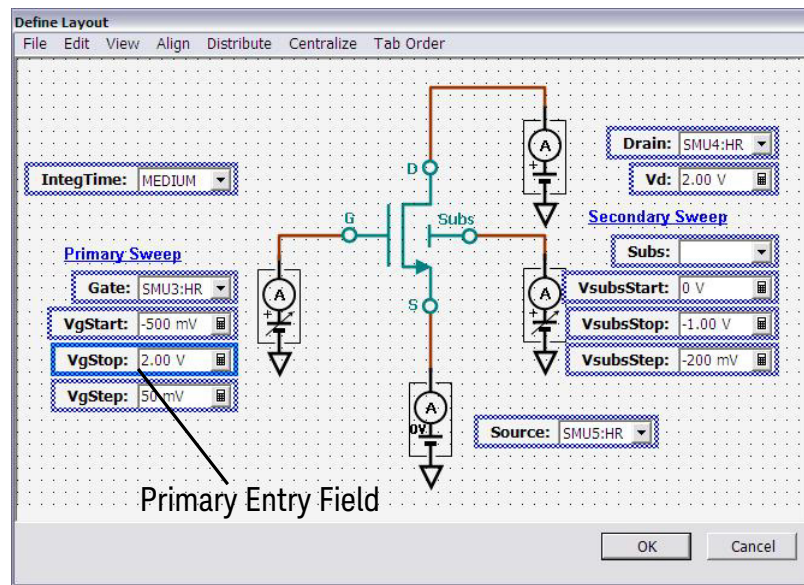 Define Layout
File Edit View Align Distribute Centralize Tab Order
A
Drain: SMU4:HR
D
IntegTime: MEDIUM
Vd: 2.00 V
G
Subs
Secondary Sweep
Primary Sweep
Subs:
Gate: SMU3:HR
A
A
VsubsStart: 0 V
S
VgStart: -500 mV
VsubsStop: -1.00 V
VgStop: 2.00 V
VsubsStep: -200 mV
VgStep: 50 mV
A
0V
Source: SMU5:HR
Primary Entry Field
OK Cancel